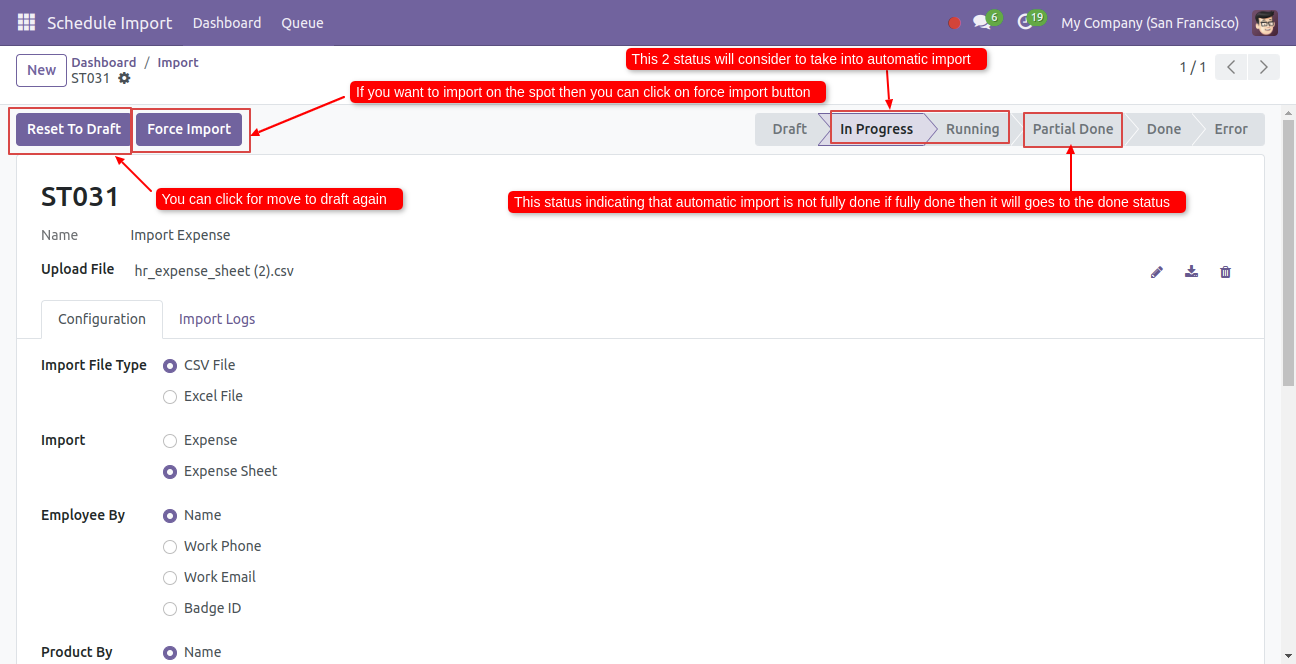 Schedule Import Dashboard Queue 6 19 My Company (San Francisco)
This 2 status will consider to take into automatic import
New Dashboard / Import 1 / 1
ST031
If you want to import on the spot then you can click on force import button
Reset To Draft Force Import Draft In Progress Running Partial Done Done Error
You can click for move to draft again
This status indicating that automatic import is not fully done if fully done then it will goes to the done status
ST031
Name Import Expense
Upload File hr_expense_sheet (2).csv
Configuration Import Logs
Import File Type CSV File
Excel File
Import Expense
Expense Sheet
Employee By Name
Work Phone
Work Email
Badge ID
Product By Name